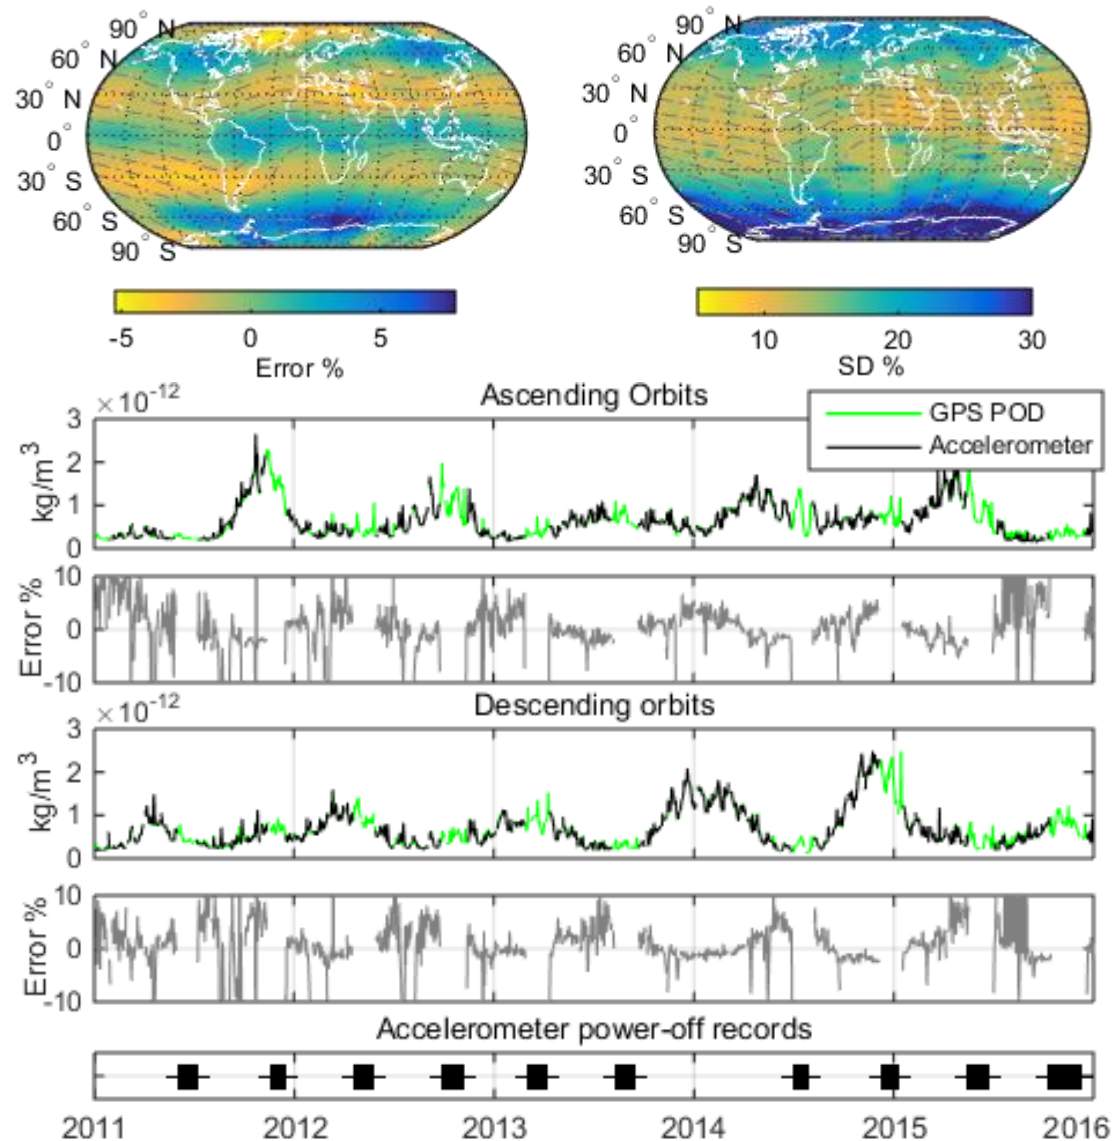 90° N
60° N
30° N
0°
30° S
60° S
90° S
-5 0 5
Error %
90° N
60° N
30° N
0°
30° S
60° S
90° S
10 20 30
SD %
Ascending Orbits
×10-12
3
2
1
0
kg/m3
GPS POD
Accelerometer
10
0
-10
Error %
Descending orbits
×10-12
3
2
1
0
kg/m3
10
0
-10
Error %
Accelerometer power-off records
2011 2012 2013 2014 2015 2016